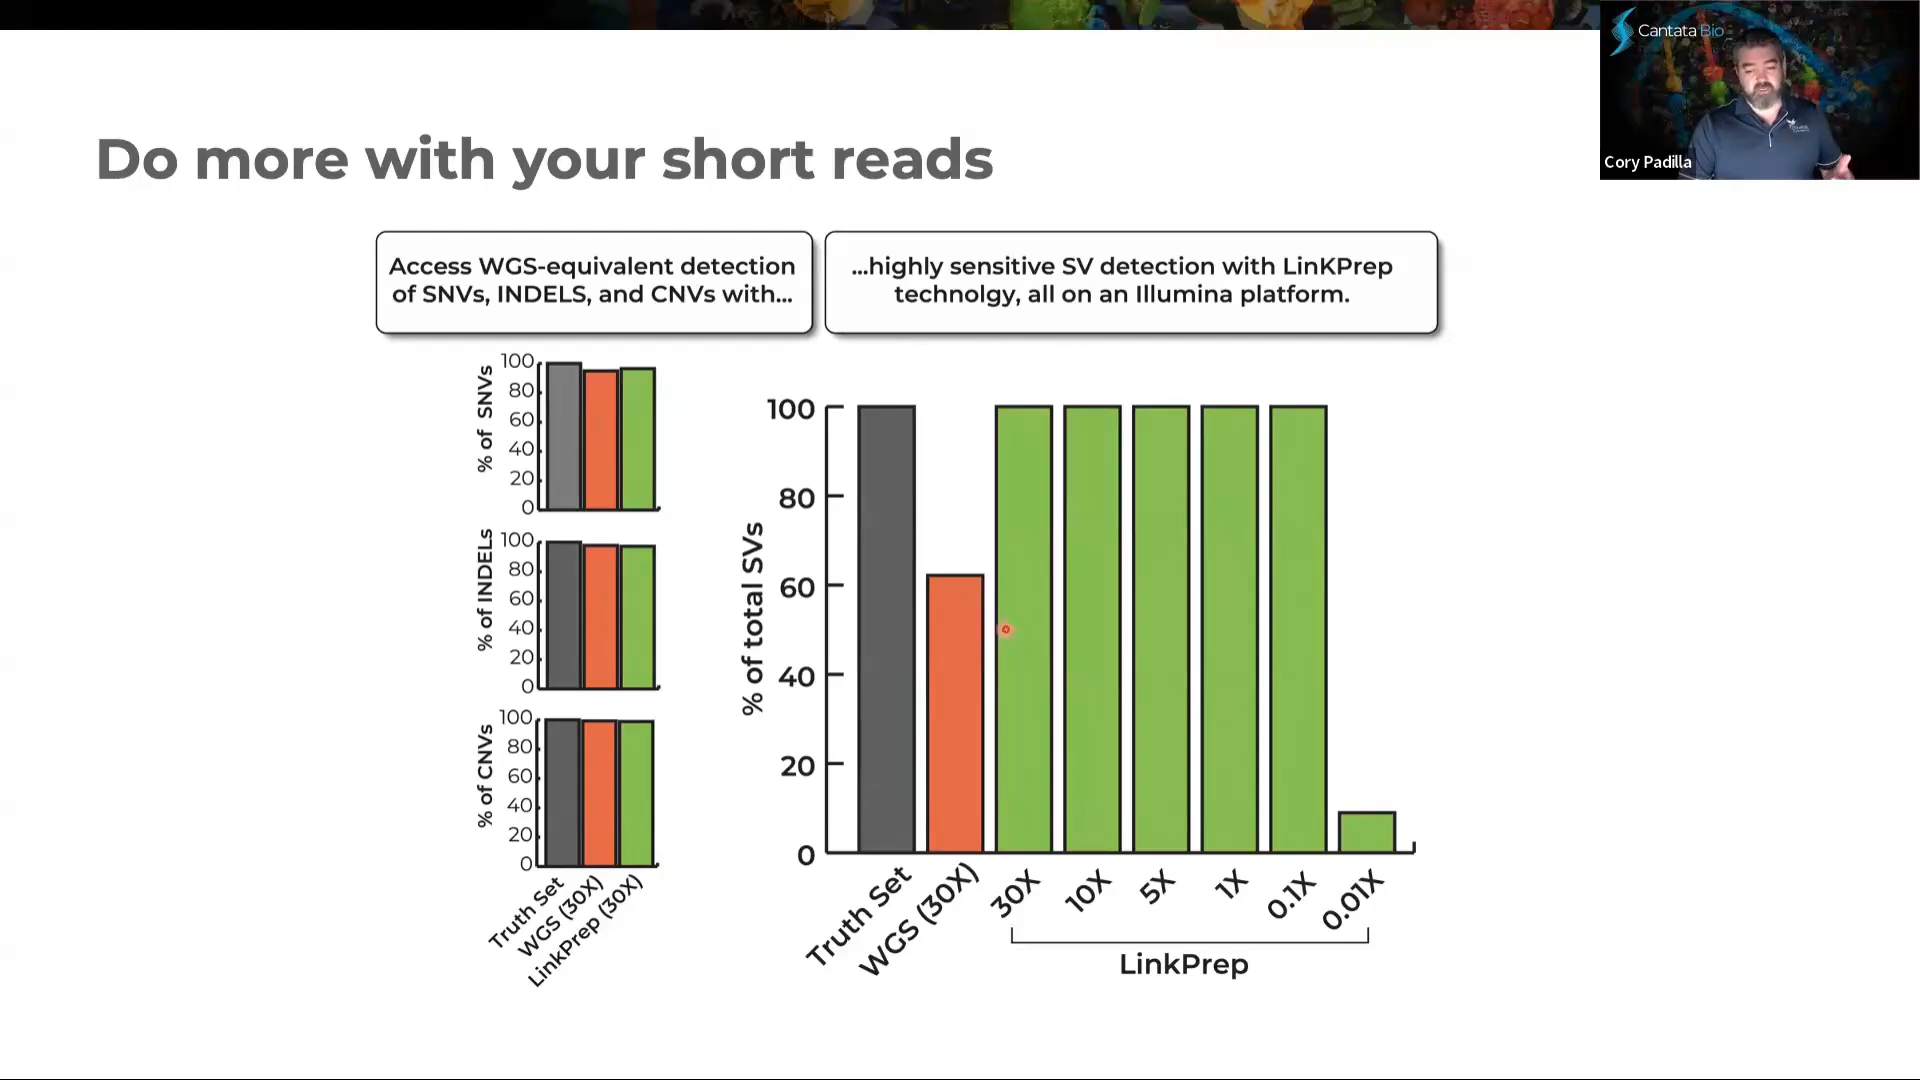 Cantata Bio
Cory Padilla
Do more with your short reads
Access WGS-equivalent detection
of SNVs, INDELS, and CNVs with...
...highly sensitive SV detection with LinKPrep
technolgy, all on an Illumina platform.
% of SNVs
100
80
60
40
20
0
% of INDELs
100
80
60
40
20
0
% of CNVs
100
80
60
40
20
0
Truth Set
WGS (30X)
LinkPrep (30X)
% of total SVs
100
80
60
40
20
0
Truth Set
WGS (30X)
30X
10X
5X
1X
0.1X
0.01X
LinkPrep